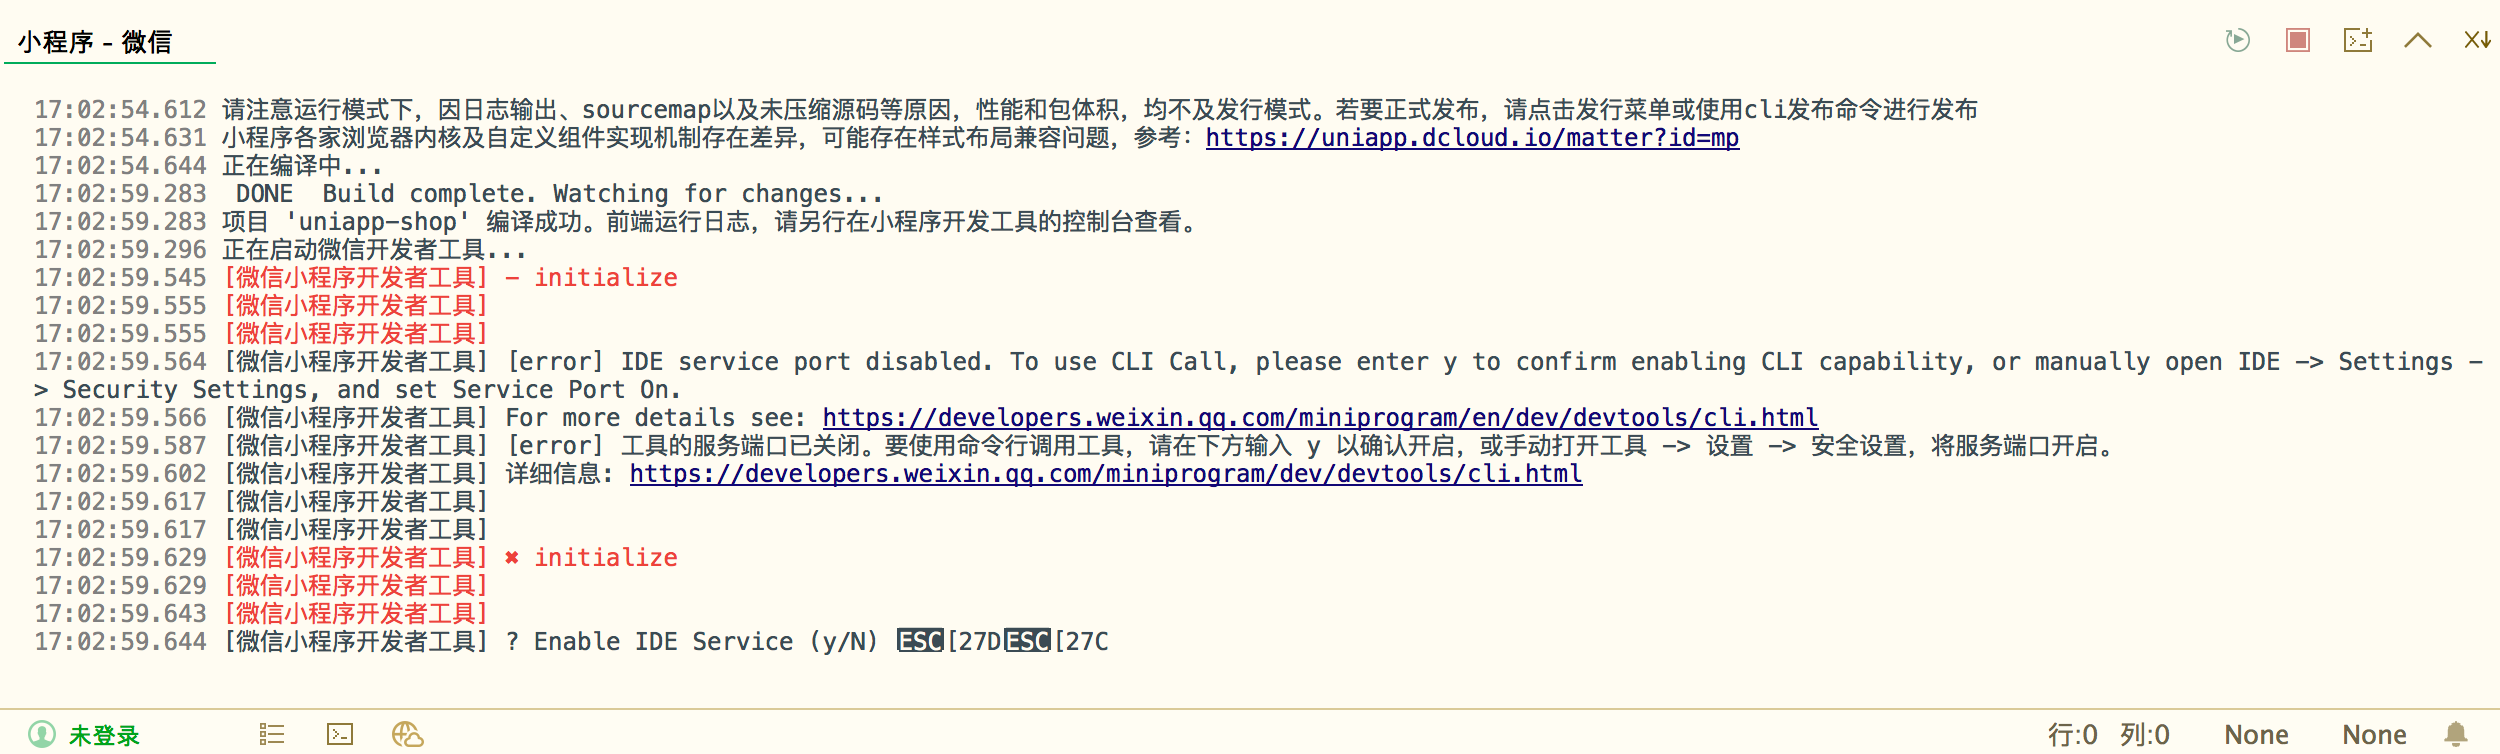 小程序 - 微信
17:02:54.612 请注意运行模式下，因日志输出、sourcemap以及未压缩源码等原因，性能和包体积，均不及发行模式。若要正式发布，请点击发行菜单或使用cli发布命令进行发布
17:02:54.631 小程序各家浏览器内核及自定义组件实现机制存在差异，可能存在样式布局兼容问题，参考：https://uniapp.dcloud.io/matter?id=mp
17:02:54.644 正在编译中...
17:02:59.283  DONE  Build complete. Watching for changes...
17:02:59.283 项目 'uniapp-shop' 编译成功。前端运行日志，请另行在小程序开发工具的控制台查看。
17:02:59.296 正在启动微信开发者工具...
17:02:59.545 [微信小程序开发者工具] - initialize
17:02:59.555 [微信小程序开发者工具]
17:02:59.555 [微信小程序开发者工具]
17:02:59.564 [微信小程序开发者工具] [error] IDE service port disabled. To use CLI Call, please enter y to confirm enabling CLI capability, or manually open IDE -> Settings -
> Security Settings, and set Service Port On.
17:02:59.566 [微信小程序开发者工具] For more details see: https://developers.weixin.qq.com/miniprogram/en/dev/devtools/cli.html
17:02:59.587 [微信小程序开发者工具] [error] 工具的服务端口已关闭。要使用命令行调用工具，请在下方输入 y 以确认开启，或手动打开工具 -> 设置 -> 安全设置，将服务端口开启。
17:02:59.602 [微信小程序开发者工具] 详细信息: https://developers.weixin.qq.com/miniprogram/dev/devtools/cli.html
17:02:59.617 [微信小程序开发者工具]
17:02:59.617 [微信小程序开发者工具]
17:02:59.629 [微信小程序开发者工具] ✖ initialize
17:02:59.629 [微信小程序开发者工具]
17:02:59.643 [微信小程序开发者工具]
17:02:59.644 [微信小程序开发者工具] ? Enable IDE Service (y/N) ESC[27DESC[27C
未登录 行:0 列:0 None None